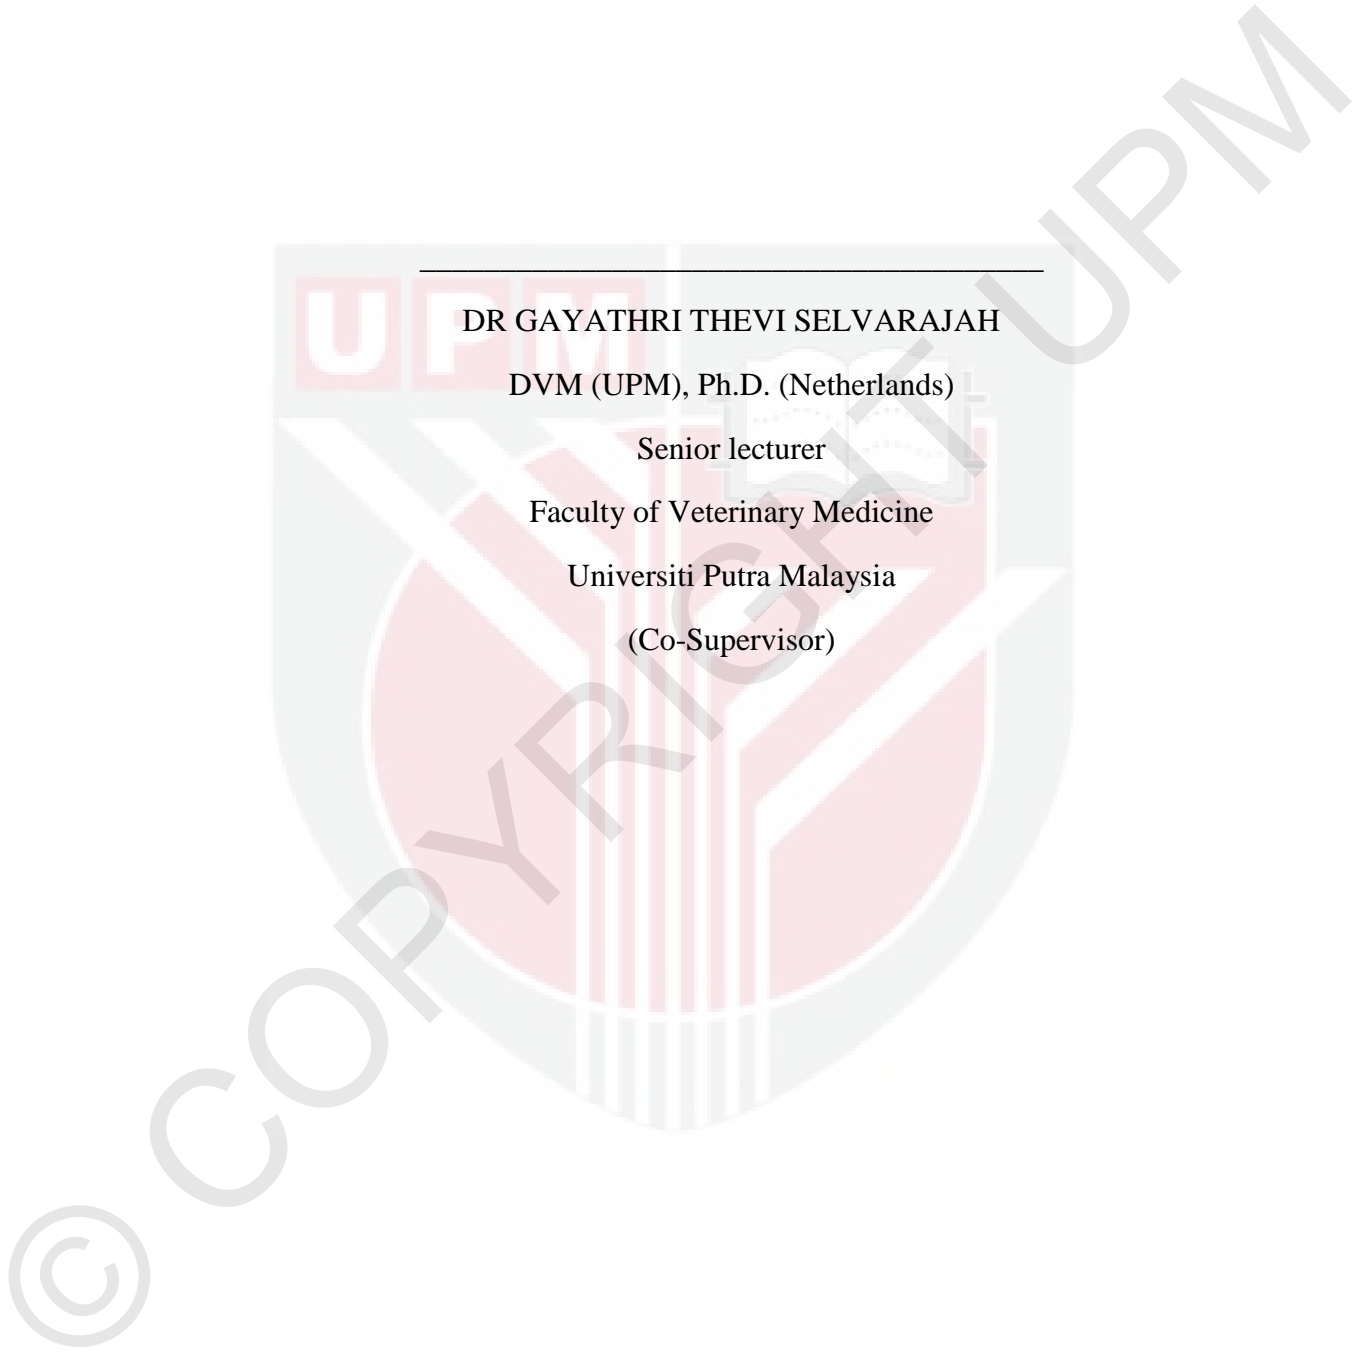 DR GAYATHRI THEVI SELVARAJAH
DVM (UPM), Ph.D. (Netherlands)
Senior lecturer
Faculty of Veterinary Medicine
Universiti Putra Malaysia
(Co-Supervisor)
UPM
© COPYRIGHT UPM